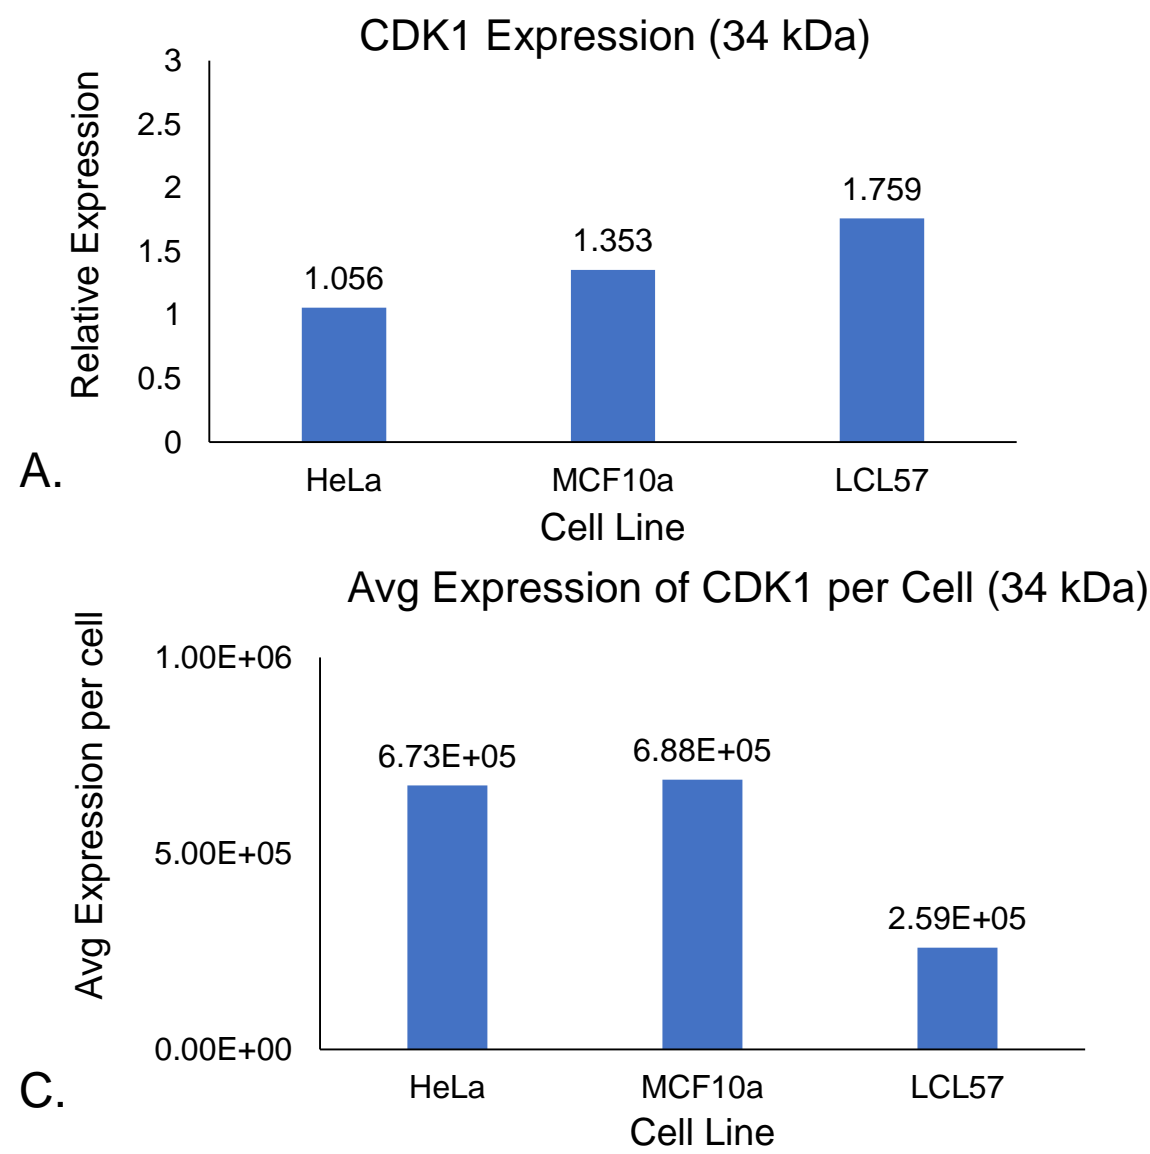 CDK1 Expression (34 kDa)
Relative Expression
3
2.5
2
1.5
1
0.5
0
1.056
1.353
1.759
HeLa MCF10a LCL57
Cell Line
A.
Avg Expression of CDK1 per Cell (34 kDa)
Avg Expression per cell
1.00E+06
5.00E+05
0.00E+00
6.73E+05
6.88E+05
2.59E+05
HeLa MCF10a LCL57
Cell Line
C.